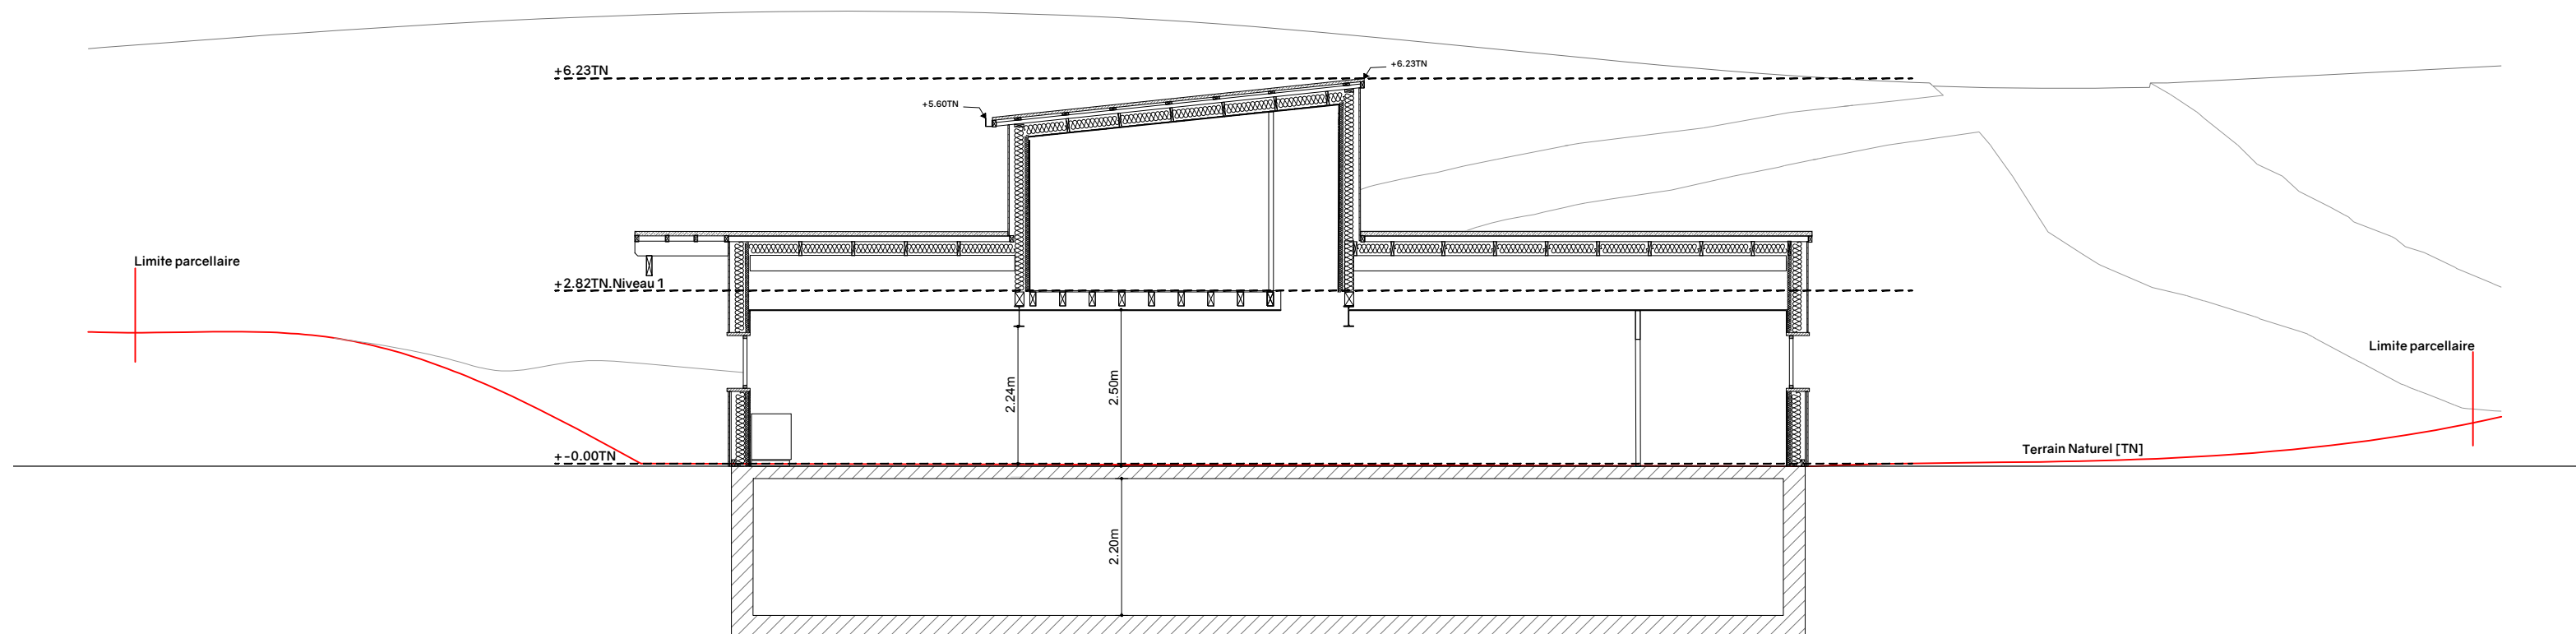 +6.23TN
+6.23TN
+5.60TN
Limite parcellaire
+2.82TN.Niveau 1
Limite parcellaire
2.24m
2.50m
+-0.00TN
Terrain Naturel [TN]
2.20m